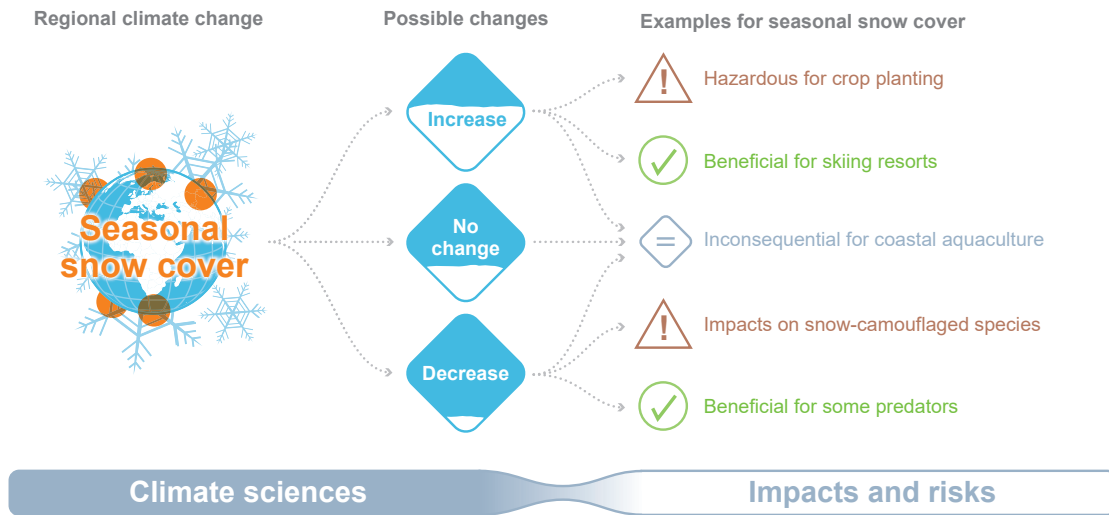 Regional climate change
Possible changes
Examples for seasonal snow cover
Seasonal
snow cover
Increase
No
change
Decrease
!
Hazardous for crop planting
Beneficial for skiing resorts
=
Inconsequential for coastal aquaculture
!
Impacts on snow-camouflaged species
Beneficial for some predators
Climate sciences
Impacts and risks